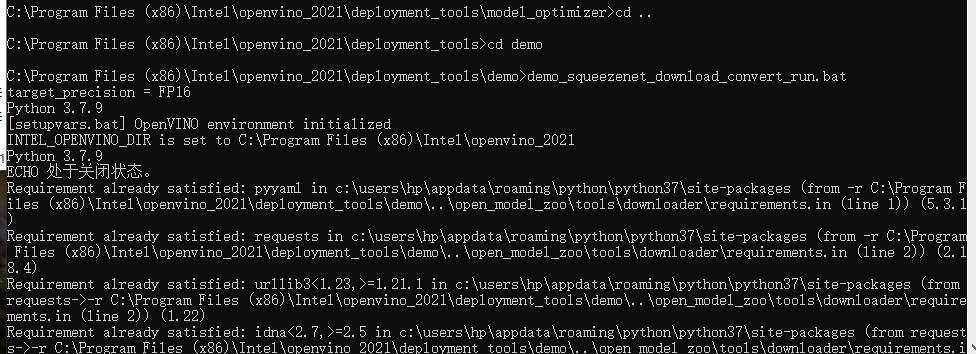 C:\Program Files (x86)\Intel\openvino_2021\deployment_tools\model_optimizer>cd ..
C:\Program Files (x86)\Intel\openvino_2021\deployment_tools>cd demo
C:\Program Files (x86)\Intel\openvino_2021\deployment_tools\demo>demo_squeezenet_download_convert_run.bat
target_precision = FP16
Python 3.7.9
[setupvars.bat] OpenVINO environment initialized
INTEL_OPENVINO_DIR is set to C:\Program Files (x86)\Intel\openvino_2021
Python 3.7.9
ECHO 处于关闭状态。
Requirement already satisfied: pyyaml in c:\users\hp\appdata\roaming\python\python37\site-packages (from -r C:\Program F
iles (x86)\Intel\openvino_2021\deployment_tools\demo\..\open_model_zoo\tools\downloader\requirements.in (line 1)) (5.3.1
)
Requirement already satisfied: requests in c:\users\hp\appdata\roaming\python\python37\site-packages (from -r C:\Program
 Files (x86)\Intel\openvino_2021\deployment_tools\demo\..\open_model_zoo\tools\downloader\requirements.in (line 2)) (2.1
8.4)
Requirement already satisfied: urllib3<1.23,>=1.21.1 in c:\users\hp\appdata\roaming\python\python37\site-packages (from
requests->-r C:\Program Files (x86)\Intel\openvino_2021\deployment_tools\demo\..\open_model_zoo\tools\downloader\require
ments.in (line 2)) (1.22)
Requirement already satisfied: idna<2.7,>=2.5 in c:\users\hp\appdata\roaming\python\python37\site-packages (from request
s->-r C:\Program Files (x86)\Intel\openvino_2021\deployment_tools\demo\..\open_model_zoo\tools\downloader\requirements.i